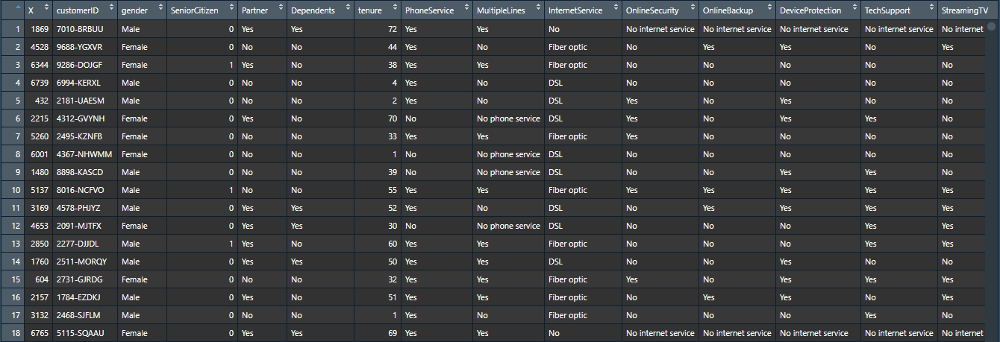 X customerID gender SeniorCitizen Partner Dependents tenure PhoneService MultipleLines InternetService OnlineSecurity OnlineBackup DeviceProtection TechSupport StreamingTV
1 1869 7010-BRBUU Male 0 Yes Yes 72 Yes Yes No No internet service No internet service No internet service No internet service No internet
2 4528 9688-YGXVR Female 0 No No 44 Yes No Fiber optic No Yes Yes No Yes
3 6344 9286-DOJGF Female 1 Yes No 38 Yes Yes Fiber optic No No No No No
4 6739 6994-KERXL Male 0 No No 4 Yes No DSL No No No No Yes
5 432 2181-UAESM Male 0 No No 2 Yes No DSL Yes No Yes No No
6 2215 4312-GVYNH Female 0 Yes No 70 No No phone service DSL Yes No Yes Yes No
7 5260 2495-KZNFB Female 0 No No 33 Yes Yes Fiber optic Yes No No No No
8 6001 4367-NHWMM Female 0 No No 1 No No phone service DSL No No No No No
9 1480 8898-KASCD Male 0 No No 39 No No phone service DSL No No Yes Yes No
10 5137 8016-NCFVO Male 1 No No 55 Yes Yes Fiber optic Yes Yes Yes Yes Yes
11 3169 4578-PHJYZ Male 0 Yes Yes 52 Yes No DSL No Yes Yes Yes Yes
12 4653 2091-MJTFX Female 0 Yes Yes 30 No No phone service DSL No No No Yes Yes
13 2850 2277-DJJDL Male 1 Yes No 60 Yes Yes Fiber optic No No No Yes Yes
14 1760 2511-MORQY Male 0 Yes Yes 50 Yes Yes DSL No No Yes No No
15 604 2731-GJRDG Female 0 No No 32 Yes Yes Fiber optic Yes No Yes Yes Yes
16 2157 1784-EZDKJ Male 0 Yes No 51 Yes Yes Fiber optic No Yes Yes No Yes
17 3132 2468-SJFLM Male 0 No No 1 Yes No Fiber optic No No No Yes No
18 6765 5115-SQAAU Female 0 Yes Yes 69 Yes Yes No No internet service No internet service No internet service No internet service No internet